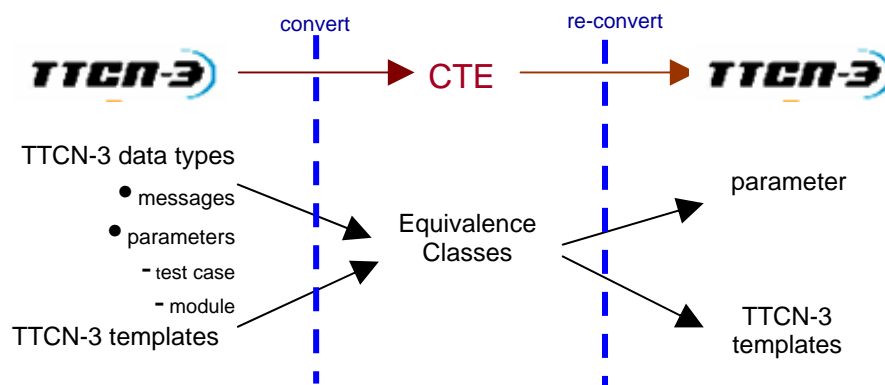 convert
re-convert
TTCN-3
CTE
TTCN-3
TTCN-3 data types
• messages
• parameters
- test case
- module
TTCN-3 templates
Equivalence
Classes
parameter
TTCN-3
templates